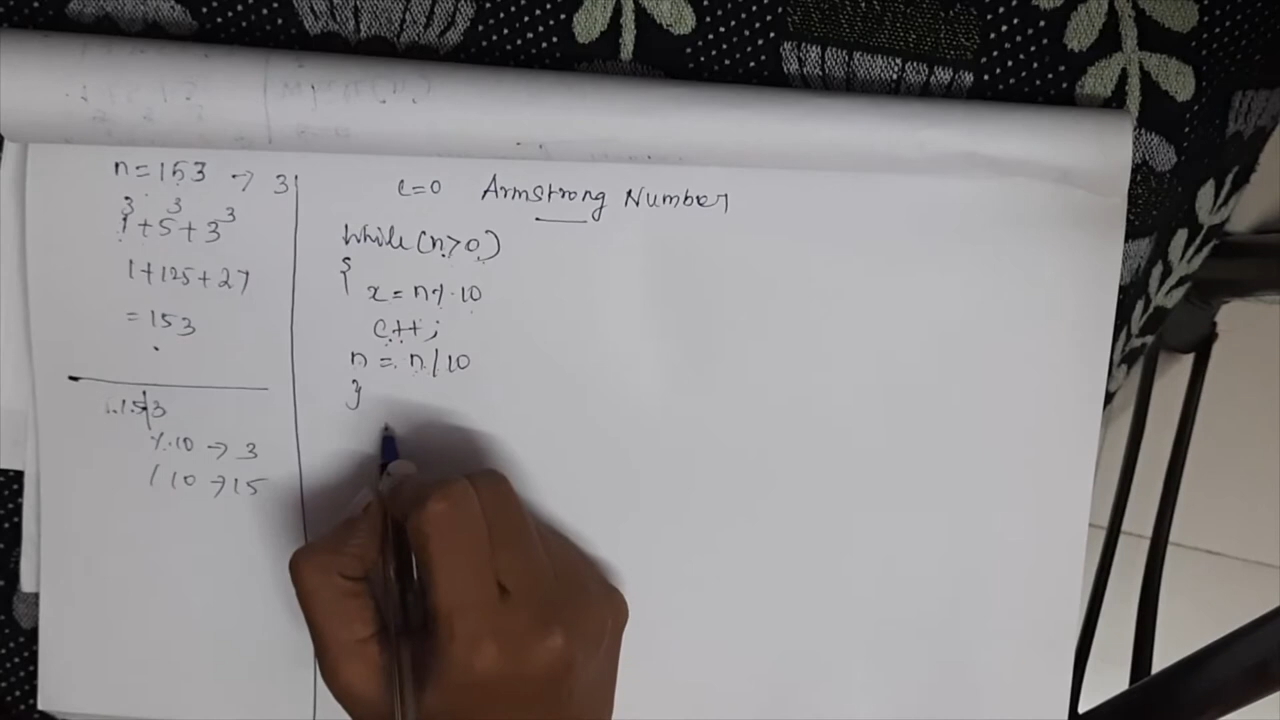 n=153 → 3
1³+5³+3³
1+125+27
=153
153
%10 → 3
/10 → 15
c=0 Armstrong Number
while(n>0)
{
x=n%10
c++;
n=n/10
}